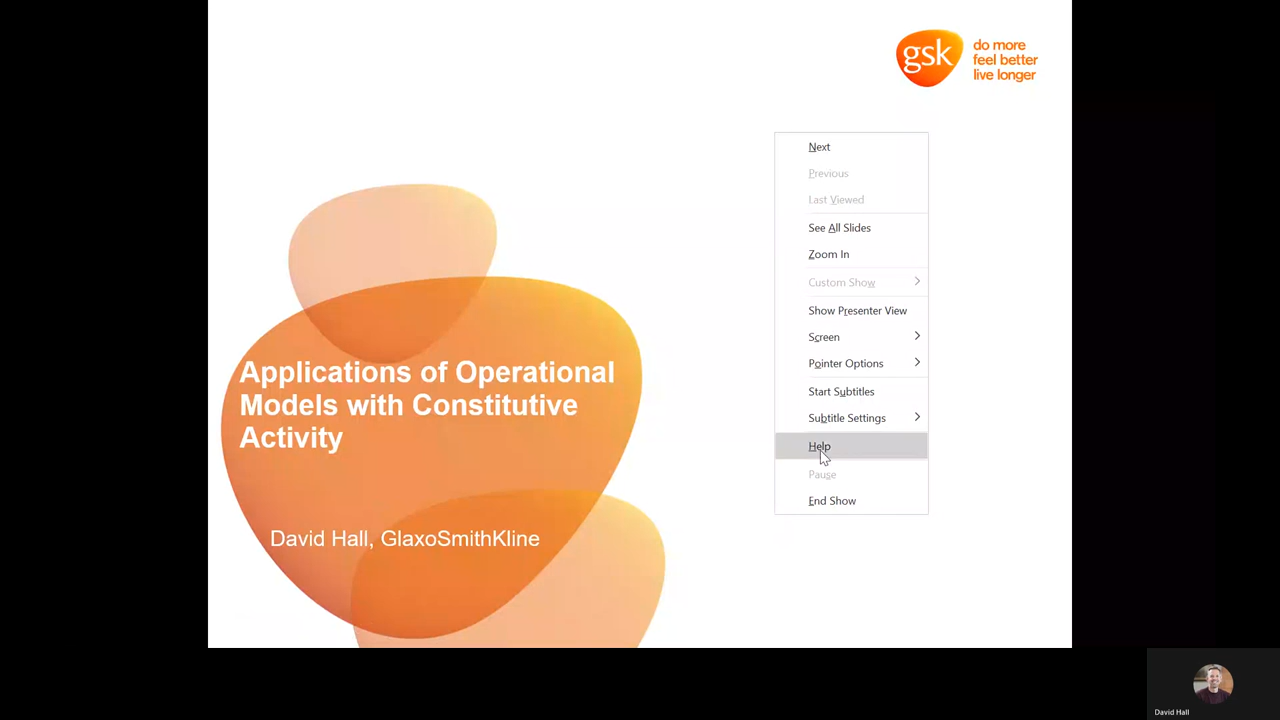 gsk
do more
feel better
live longer
Next
Previous
Last Viewed
See All Slides
Zoom In
Custom Show
Show Presenter View
Screen
Pointer Options
Start Subtitles
Subtitle Settings
Help
Pause
End Show
Applications of Operational
Models with Constitutive
Activity
David Hall, GlaxoSmithKline
David Hall